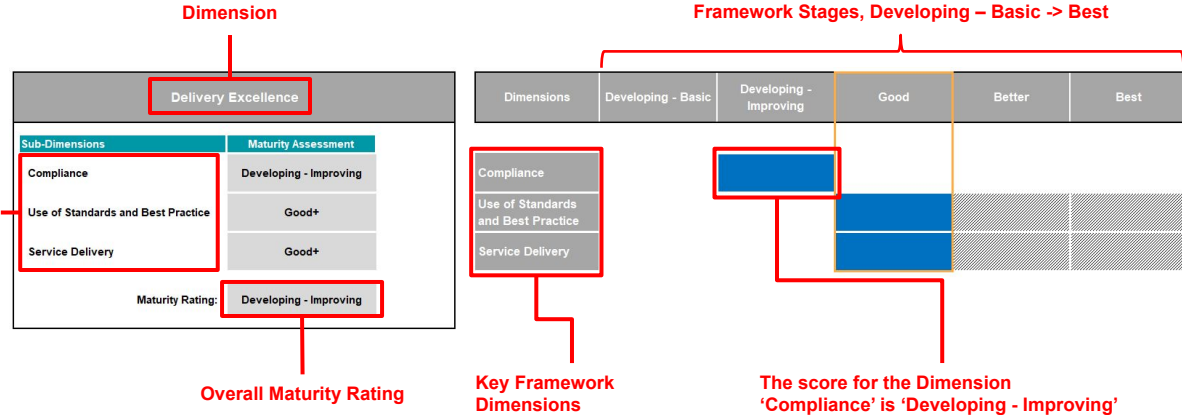 Dimension
Framework Stages, Developing – Basic -> Best
Delivery Excellence
Sub-Dimensions
Maturity Assessment
Compliance
Developing - Improving
Use of Standards and Best Practice
Good+
Service Delivery
Good+
Maturity Rating:
Developing - Improving
Overall Maturity Rating
Dimensions
Developing - Basic
Developing -
Improving
Good
Better
Best
Compliance
Use of Standards
and Best Practice
Service Delivery
Key Framework
Dimensions
The score for the Dimension
‘Compliance’ is ‘Developing - Improving’